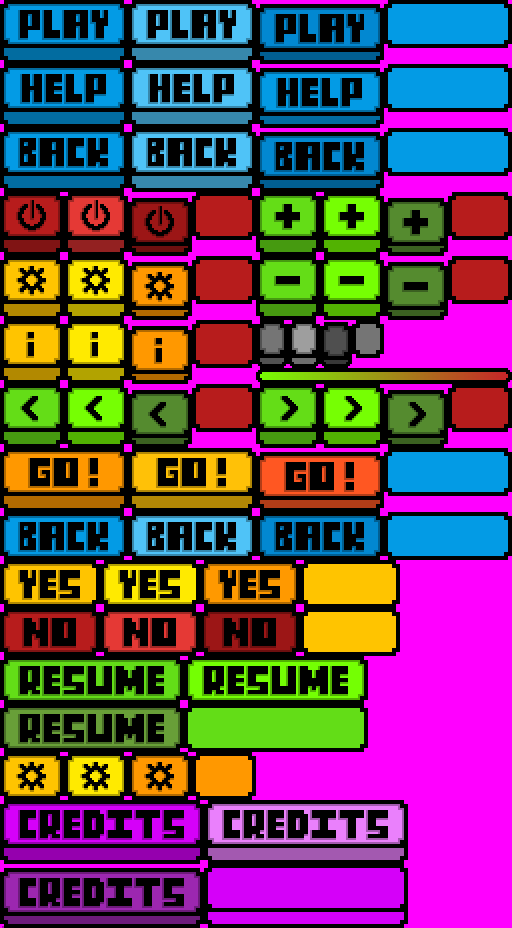 PLAY PLAY PLAY
HELP HELP HELP
BACK BACK BACK
+ + +
- - -
i i i
< < < > > >
GO! GO! GO!
BACK BACK BACK
YES YES YES
NO NO NO
RESUME RESUME
RESUME
CREDITS CREDITS
CREDITS